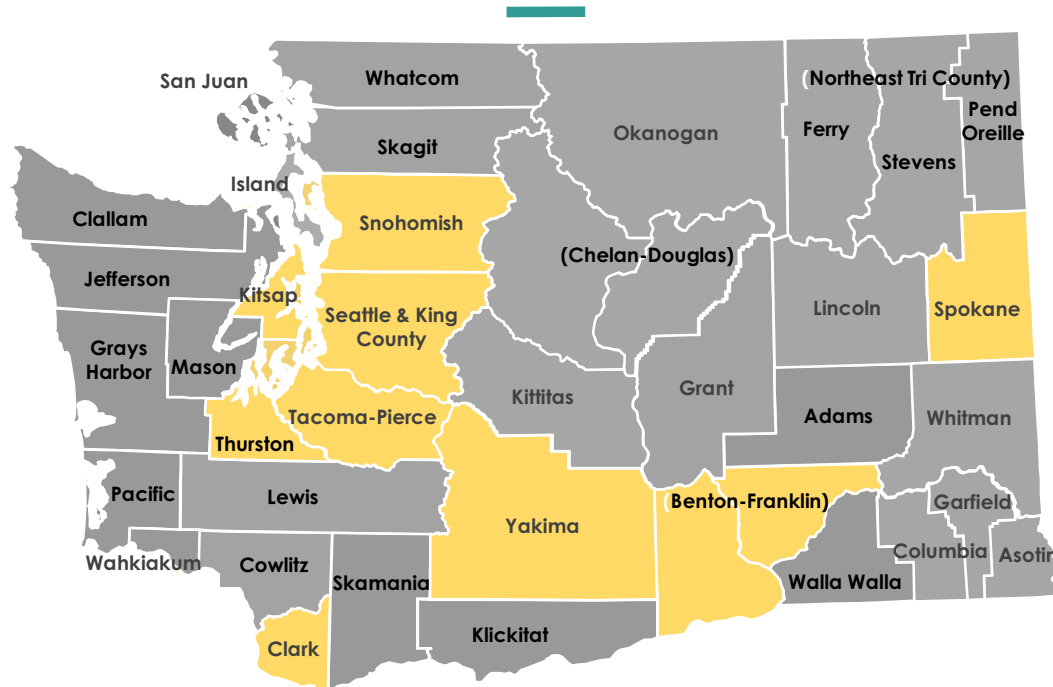 San Juan
Whatcom
(Northeast Tri County)
Pend
Oreille
Okanogan
Ferry
Skagit
Stevens
Island
Clallam
Snohomish
(Chelan-Douglas)
Jefferson
Kitsap
Lincoln
Spokane
Seattle & King
County
Grays
Harbor
Mason
Kittitas
Grant
Tacoma-Pierce
Adams
Whitman
Thurston
Pacific
Lewis
(Benton-Franklin)
Garfield
Yakima
Wahkiakum
Cowlitz
Columbia
Asotin
Skamania
Walla Walla
Klickitat
Clark